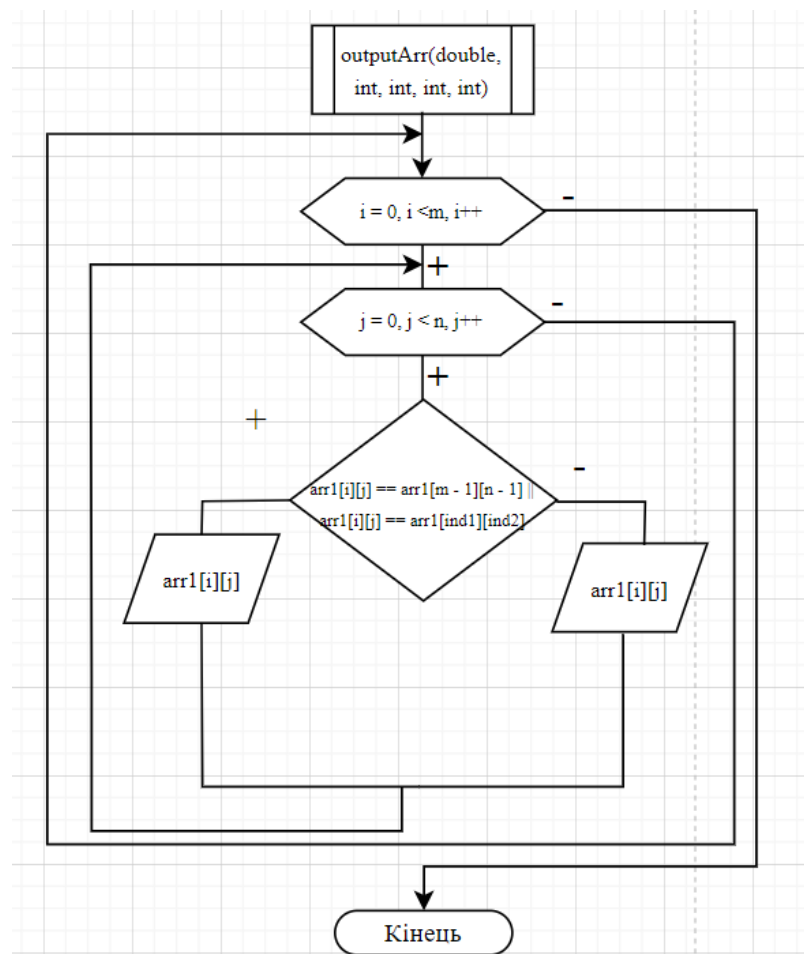 outputArr(double,
int, int, int, int)
i = 0, i <m, i++
-
+
j = 0, j < n, j++
-
+
+
-
arr1[i][j] == arr1[m - 1][n - 1] ||
arr1[i][j] == arr1[ind1][ind2]
arr1[i][j]
arr1[i][j]
Кінець